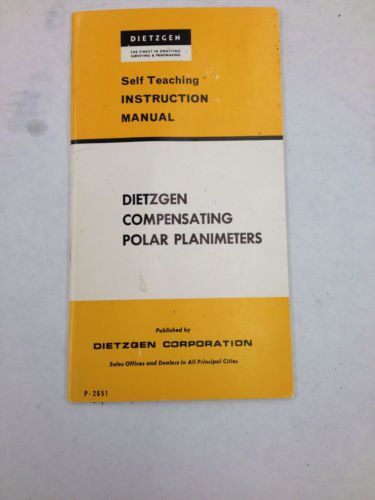 DIETZGEN
THE FINEST IN DRAFTING
SURVEYING & PRINTMAKING
Self Teaching
INSTRUCTION
MANUAL
DIETZGEN
COMPENSATING
POLAR PLANIMETERS
Published by
DIETZGEN CORPORATION
Sales Offices and Dealers in All Principal Cities
P-2651